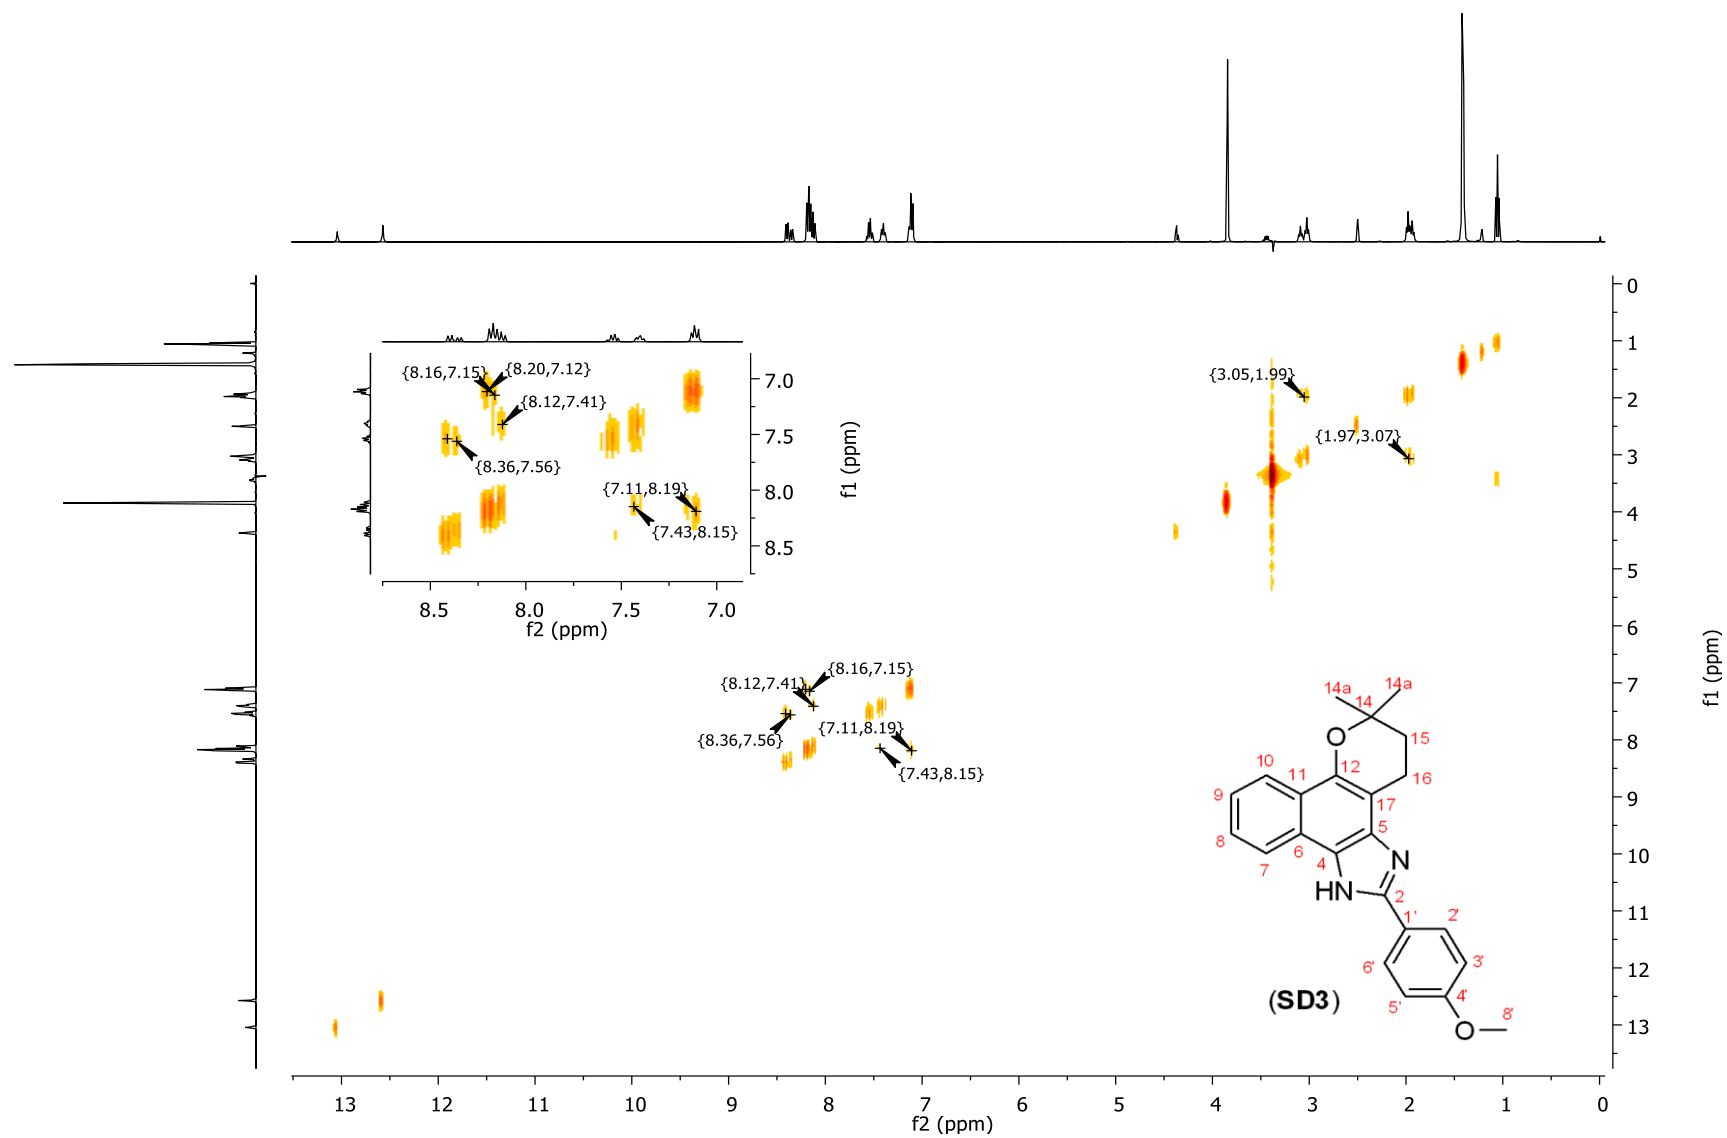 {8.16,7.15}
{8.20,7.12}
{8.12,7.41}
{8.36,7.56}
{7.11,8.19}
{7.43,8.15}
7.0
7.5
8.0
8.5
f1 (ppm)
8.5 8.0 7.5 7.0
f2 (ppm)
{3.05,1.99}
{1.97,3.07}
{8.16,7.15}
{8.12,7.41}
{7.11,8.19}
{8.36,7.56}
{7.43,8.15}
0
1
2
3
4
5
6
7
8
9
10
11
12
13
f1 (ppm)
14a 14a
14
O
15
10 11 12 16
9 17
5
8 6 4 N
7
HN 2
1' 2'
6' 3'
(SD3) 5' 4' 8'
O
13 12 11 10 9 8 7 6 5 4 3 2 1 0
f2 (ppm)